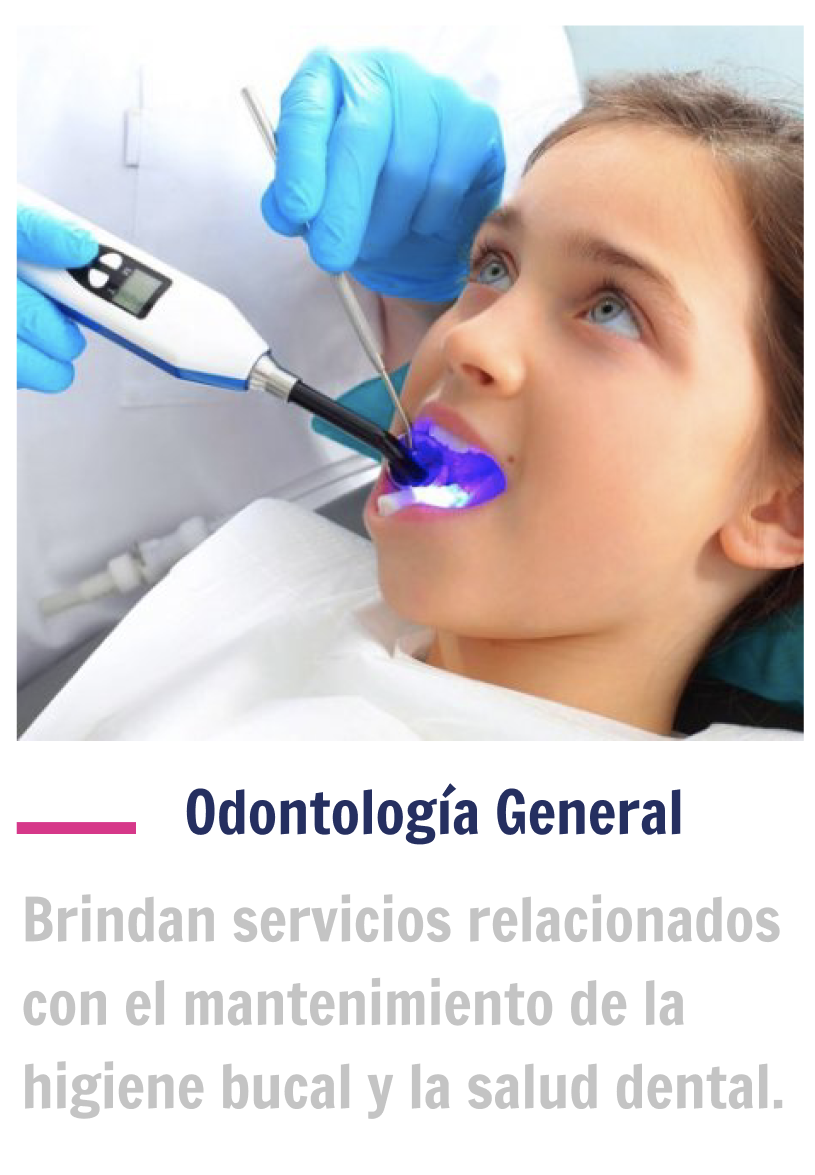 Odontología General
Brindan servicios relacionados
con el mantenimiento de la
higiene bucal y la salud dental.